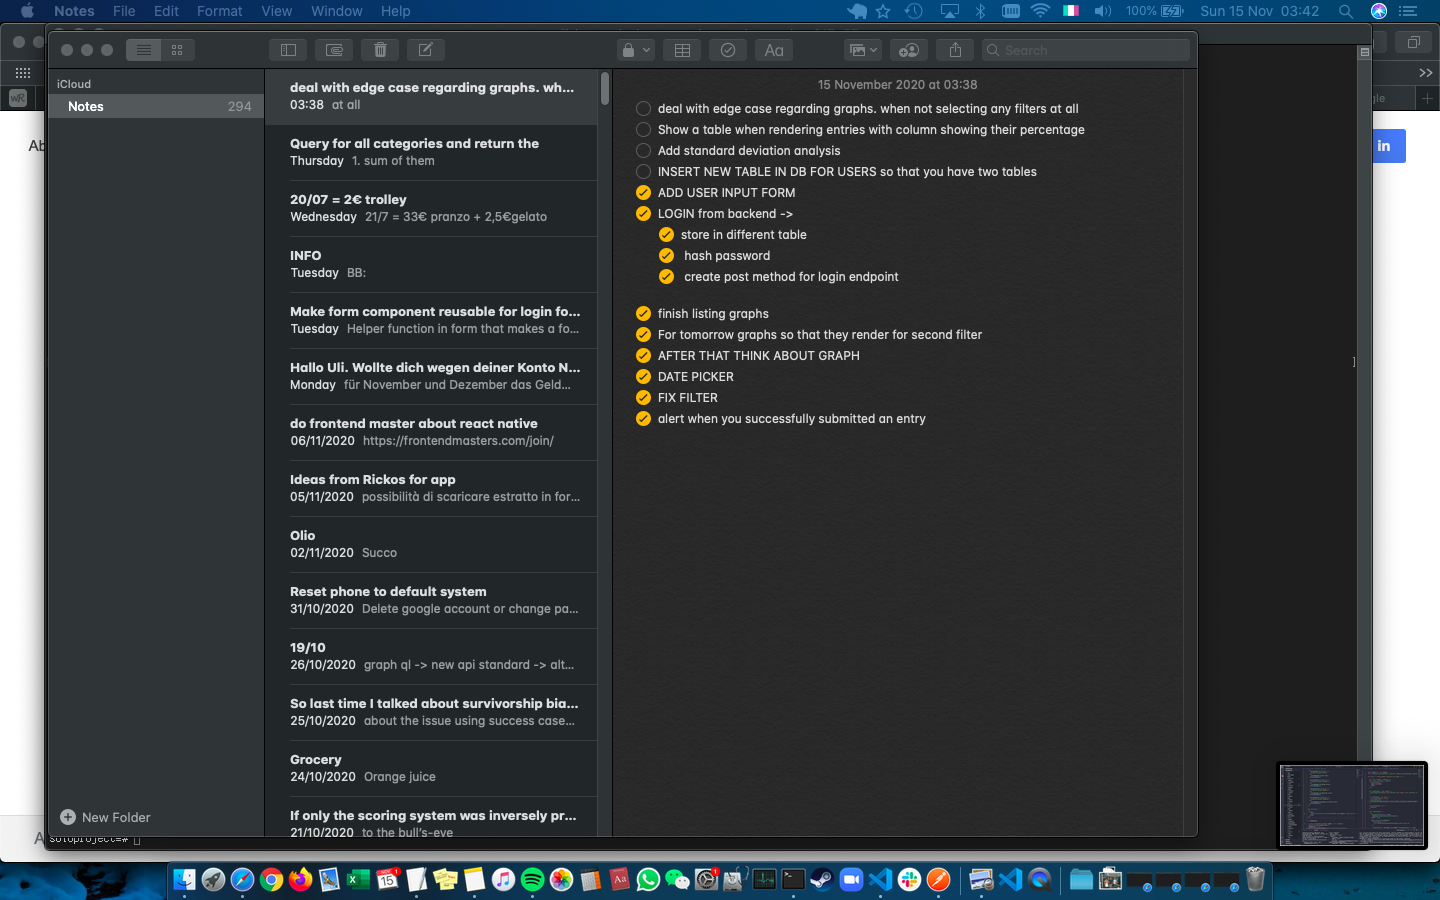 Notes File Edit Format View Window Help
100% Sun 15 Nov 03:42
Aa
Search
iCloud
Notes 294
deal with edge case regarding graphs. wh...
03:38 at all
Query for all categories and return the
Thursday 1. sum of them
20/07 = 2€ trolley
Wednesday 21/7 = 33€ pranzo + 2,5€gelato
INFO
Tuesday BB:
Make form component reusable for login fo...
Tuesday Helper function in form that makes a fo...
Hallo Uli. Wollte dich wegen deiner Konto N...
Monday für November und Dezember das Geld...
do frontend master about react native
06/11/2020 https://frontendmasters.com/join/
Ideas from Rickos for app
05/11/2020 possibilità di scaricare estratto in for...
Olio
02/11/2020 Succo
Reset phone to default system
31/10/2020 Delete google account or change pa...
19/10
26/10/2020 graph ql -> new api standard -> alt...
So last time I talked about survivorship bia...
25/10/2020 about the issue using success case...
Grocery
24/10/2020 Orange juice
If only the scoring system was inversely pr...
21/10/2020 to the bull's-eye
New Folder
15 November 2020 at 03:38
deal with edge case regarding graphs. when not selecting any filters at all
Show a table when rendering entries with column showing their percentage
Add standard deviation analysis
INSERT NEW TABLE IN DB FOR USERS so that you have two tables
ADD USER INPUT FORM
LOGIN from backend ->
store in different table
hash password
create post method for login endpoint
finish listing graphs
For tomorrow graphs so that they render for second filter
AFTER THAT THINK ABOUT GRAPH
DATE PICKER
FIX FILTER
alert when you successfully submitted an entry
wR
Ab
gle
in
]
A
soloproject=#
15
1
Aa
1